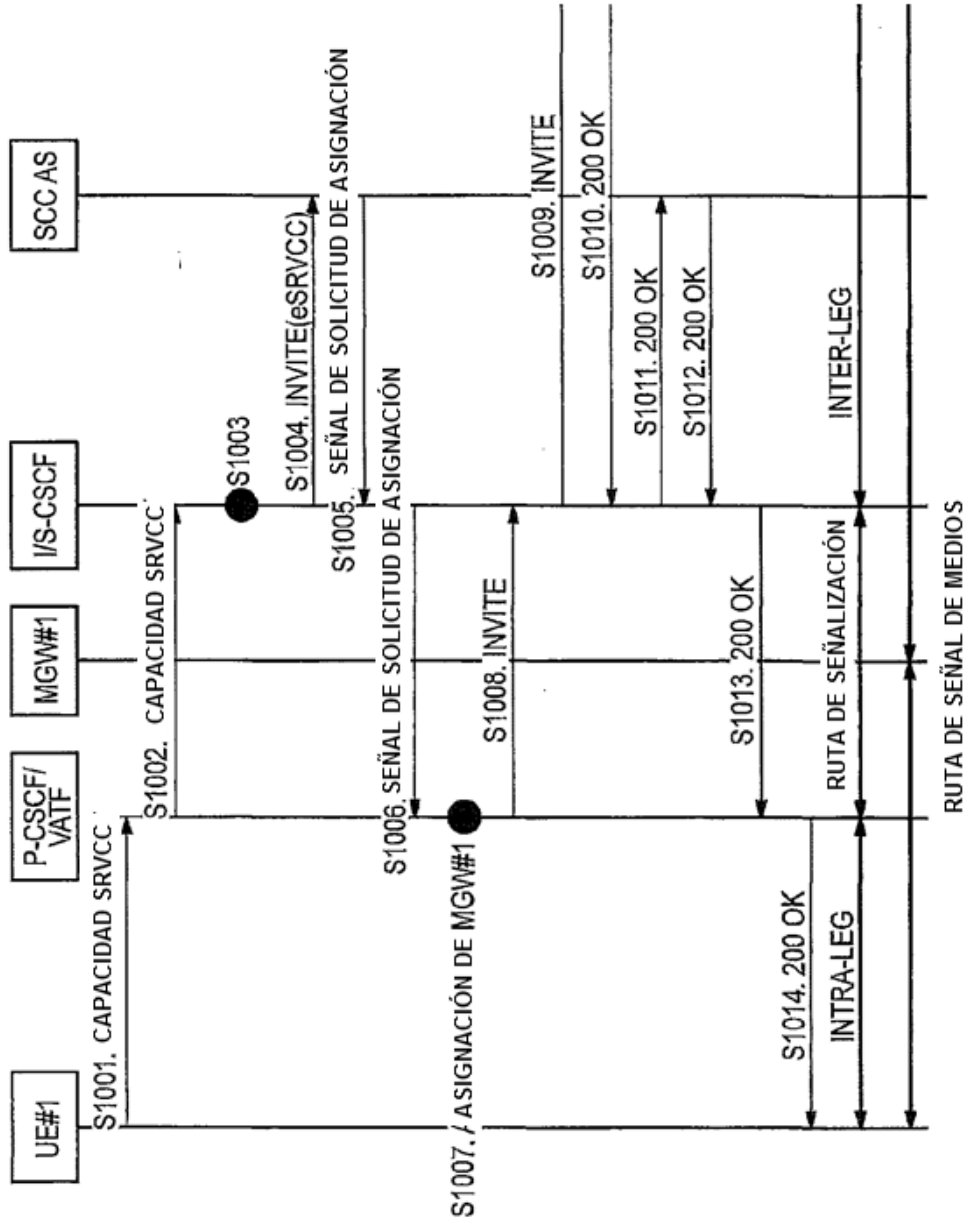 UE#1
P-CSCF/
VATF
MGW#1
I/S-CSCF
SCC AS
S1001. CAPACIDAD SRVCC
S1002. CAPACIDAD SRVCC
S1003
S1004. INVITE(eSRVCC)
S1005. SEÑAL DE SOLICITUD DE ASIGNACIÓN
S1006. SEÑAL DE SOLICITUD DE ASIGNACIÓN
S1007. A ASIGNACIÓN DE MGW#1
S1008. INVITE
S1009. INVITE
S1010. 200 OK
S1011. 200 OK
S1012. 200 OK
S1013. 200 OK
S1014. 200 OK
INTRA-LEG
RUTA DE SEÑALIZACIÓN
INTER-LEG
RUTA DE SEÑAL DE MEDIOS